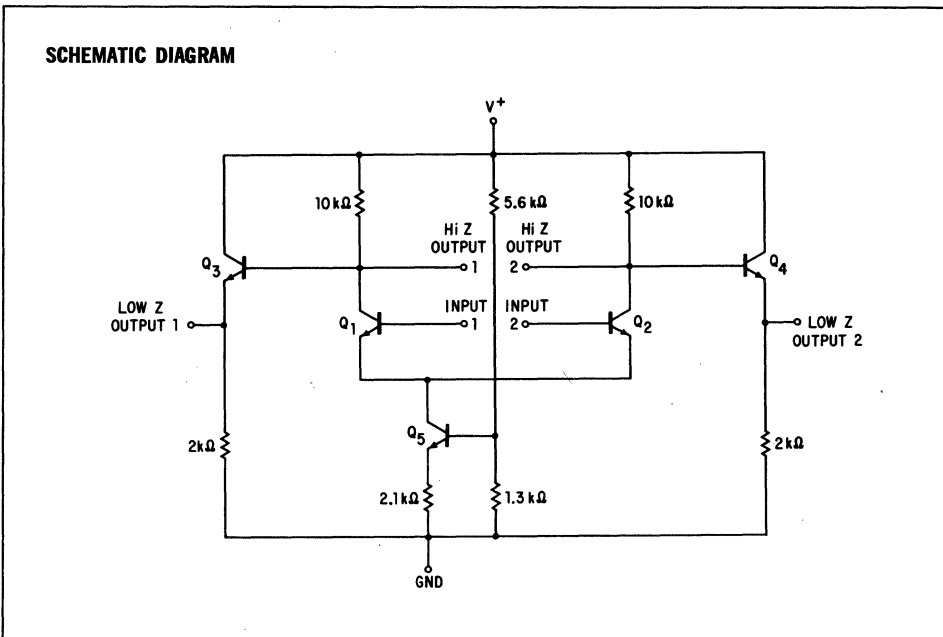 SCHEMATIC DIAGRAM
V+
10 kΩ
5.6 kΩ
10 kΩ
Hi Z
OUTPUT
1
Hi Z
OUTPUT
2
Q3
Q4
LOW Z
OUTPUT 1
INPUT
1
INPUT
2
Q1
Q2
LOW Z
OUTPUT 2
Q5
2kΩ
2 kΩ
2.1 kΩ
1.3 kΩ
GND